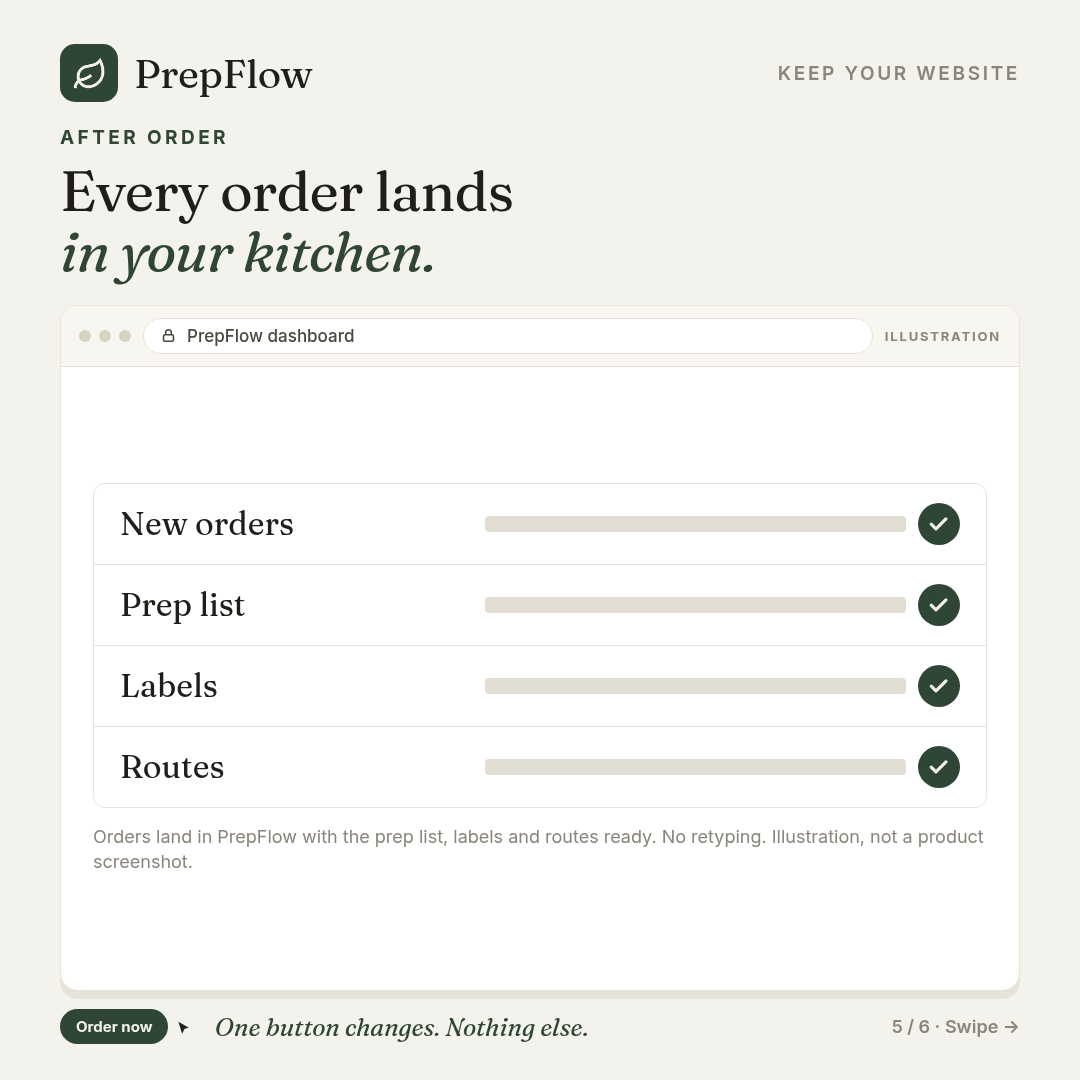 PrepFlow
KEEP YOUR WEBSITE
AFTER ORDER
Every order lands
in your kitchen.
PrepFlow dashboard
ILLUSTRATION
New orders
Prep list
Labels
Routes
Orders land in PrepFlow with the prep list, labels and routes ready. No retyping. Illustration, not a product
screenshot.
Order now
One button changes. Nothing else.
5 / 6 · Swipe →